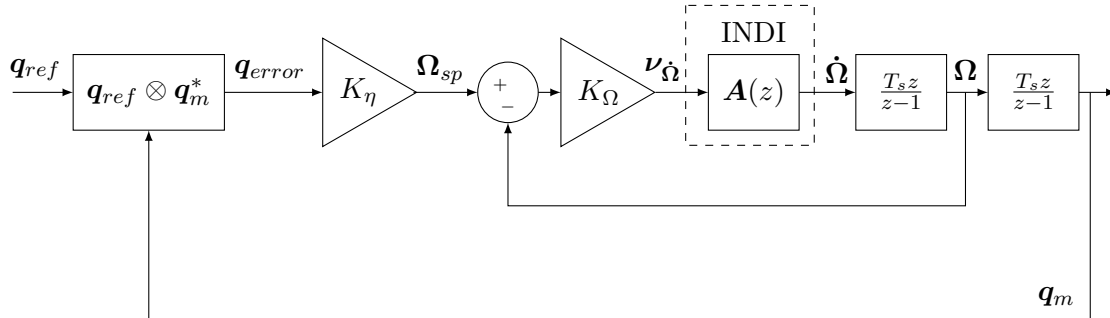 INDI
𝒒_ref
𝒒_ref ⊗ 𝒒_m^*
𝒒_error
K_η
𝛀_sp
+
−
K_Ω
𝝂_𝛀̇
𝑨(z)
𝛀̇
T_s z / z−1
𝛀
T_s z / z−1
𝒒_m